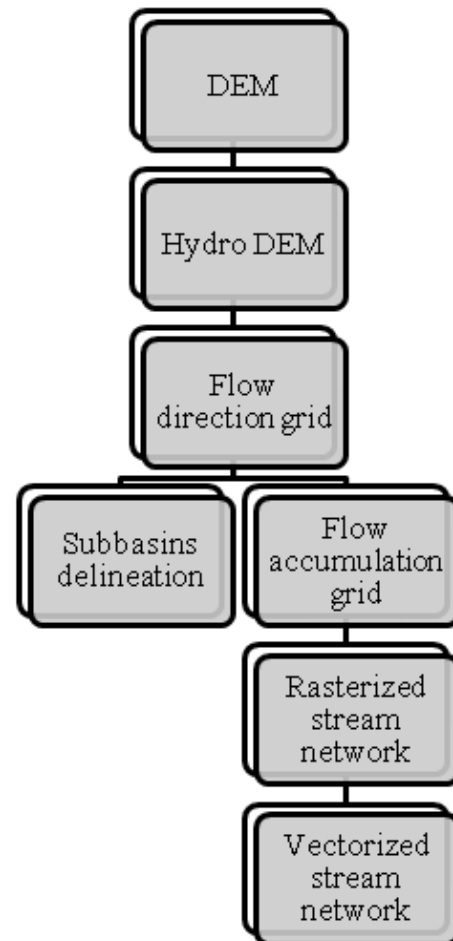 DEM
Hydro DEM
Flow
direction grid
Subbasins
delineation
Flow
accumulation
grid
Rasterized
stream
network
Vectorized
stream
network